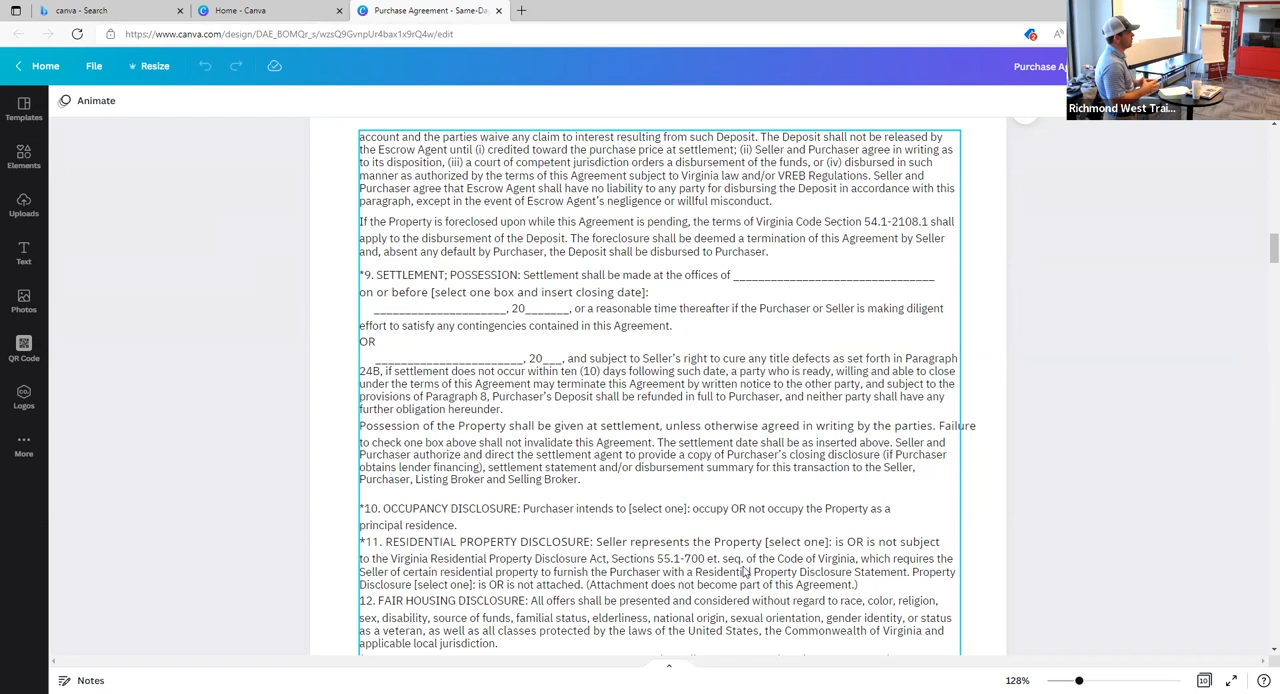 canva - Search
Home - Canva
Purchase Agreement - Same-Da
https://www.canva.com/design/DAE_BOMQr_s/wzsQ9GvnpUr4bax1x9rQ4w/edit
2
Home
File
Resize
Purchase Ag
Richmond West Trai...
Templates
Elements
Uploads
Text
Photos
QR Code
Logos
More
Animate
account and the parties waive any claim to interest resulting from such Deposit. The Deposit shall not be released by
the Escrow Agent until (i) credited toward the purchase price at settlement; (ii) Seller and Purchaser agree in writing as
to its disposition, (iii) a court of competent jurisdiction orders a disbursement of the funds, or (iv) disbursed in such
manner as authorized by the terms of this Agreement subject to Virginia law and/or VREB Regulations. Seller and
Purchaser agree that Escrow Agent shall have no liability to any party for disbursing the Deposit in accordance with this
paragraph, except in the event of Escrow Agent's negligence or willful misconduct.
If the Property is foreclosed upon while this Agreement is pending, the terms of Virginia Code Section 54.1-2108.1 shall
apply to the disbursement of the Deposit. The foreclosure shall be deemed a termination of this Agreement by Seller
and, absent any default by Purchaser, the Deposit shall be disbursed to Purchaser.
*9. SETTLEMENT; POSSESSION: Settlement shall be made at the offices of ________________________________
on or before [select one box and insert closing date]:
_____________________, 20_______, or a reasonable time thereafter if the Purchaser or Seller is making diligent
effort to satisfy any contingencies contained in this Agreement.
OR
_______________________, 20___, and subject to Seller's right to cure any title defects as set forth in Paragraph
24B, if settlement does not occur within ten (10) days following such date, a party who is ready, willing and able to close
under the terms of this Agreement may terminate this Agreement by written notice to the other party, and subject to the
provisions of Paragraph 8, Purchaser's Deposit shall be refunded in full to Purchaser, and neither party shall have any
further obligation hereunder.
Possession of the Property shall be given at settlement, unless otherwise agreed in writing by the parties. Failure
to check one box above shall not invalidate this Agreement. The settlement date shall be as inserted above. Seller and
Purchaser authorize and direct the settlement agent to provide a copy of Purchaser's closing disclosure (if Purchaser
obtains lender financing), settlement statement and/or disbursement summary for this transaction to the Seller,
Purchaser, Listing Broker and Selling Broker.
*10. OCCUPANCY DISCLOSURE: Purchaser intends to [select one]: occupy OR not occupy the Property as a
principal residence.
*11. RESIDENTIAL PROPERTY DISCLOSURE: Seller represents the Property [select one]: is OR is not subject
to the Virginia Residential Property Disclosure Act, Sections 55.1-700 et. seq. of the Code of Virginia, which requires the
Seller of certain residential property to furnish the Purchaser with a Residential Property Disclosure Statement. Property
Disclosure [select one]: is OR is not attached. (Attachment does not become part of this Agreement.)
12. FAIR HOUSING DISCLOSURE: All offers shall be presented and considered without regard to race, color, religion,
sex, disability, source of funds, familial status, elderliness, national origin, sexual orientation, gender identity, or status
as a veteran, as well as all classes protected by the laws of the United States, the Commonwealth of Virginia and
applicable local jurisdiction.
Notes
128%
10